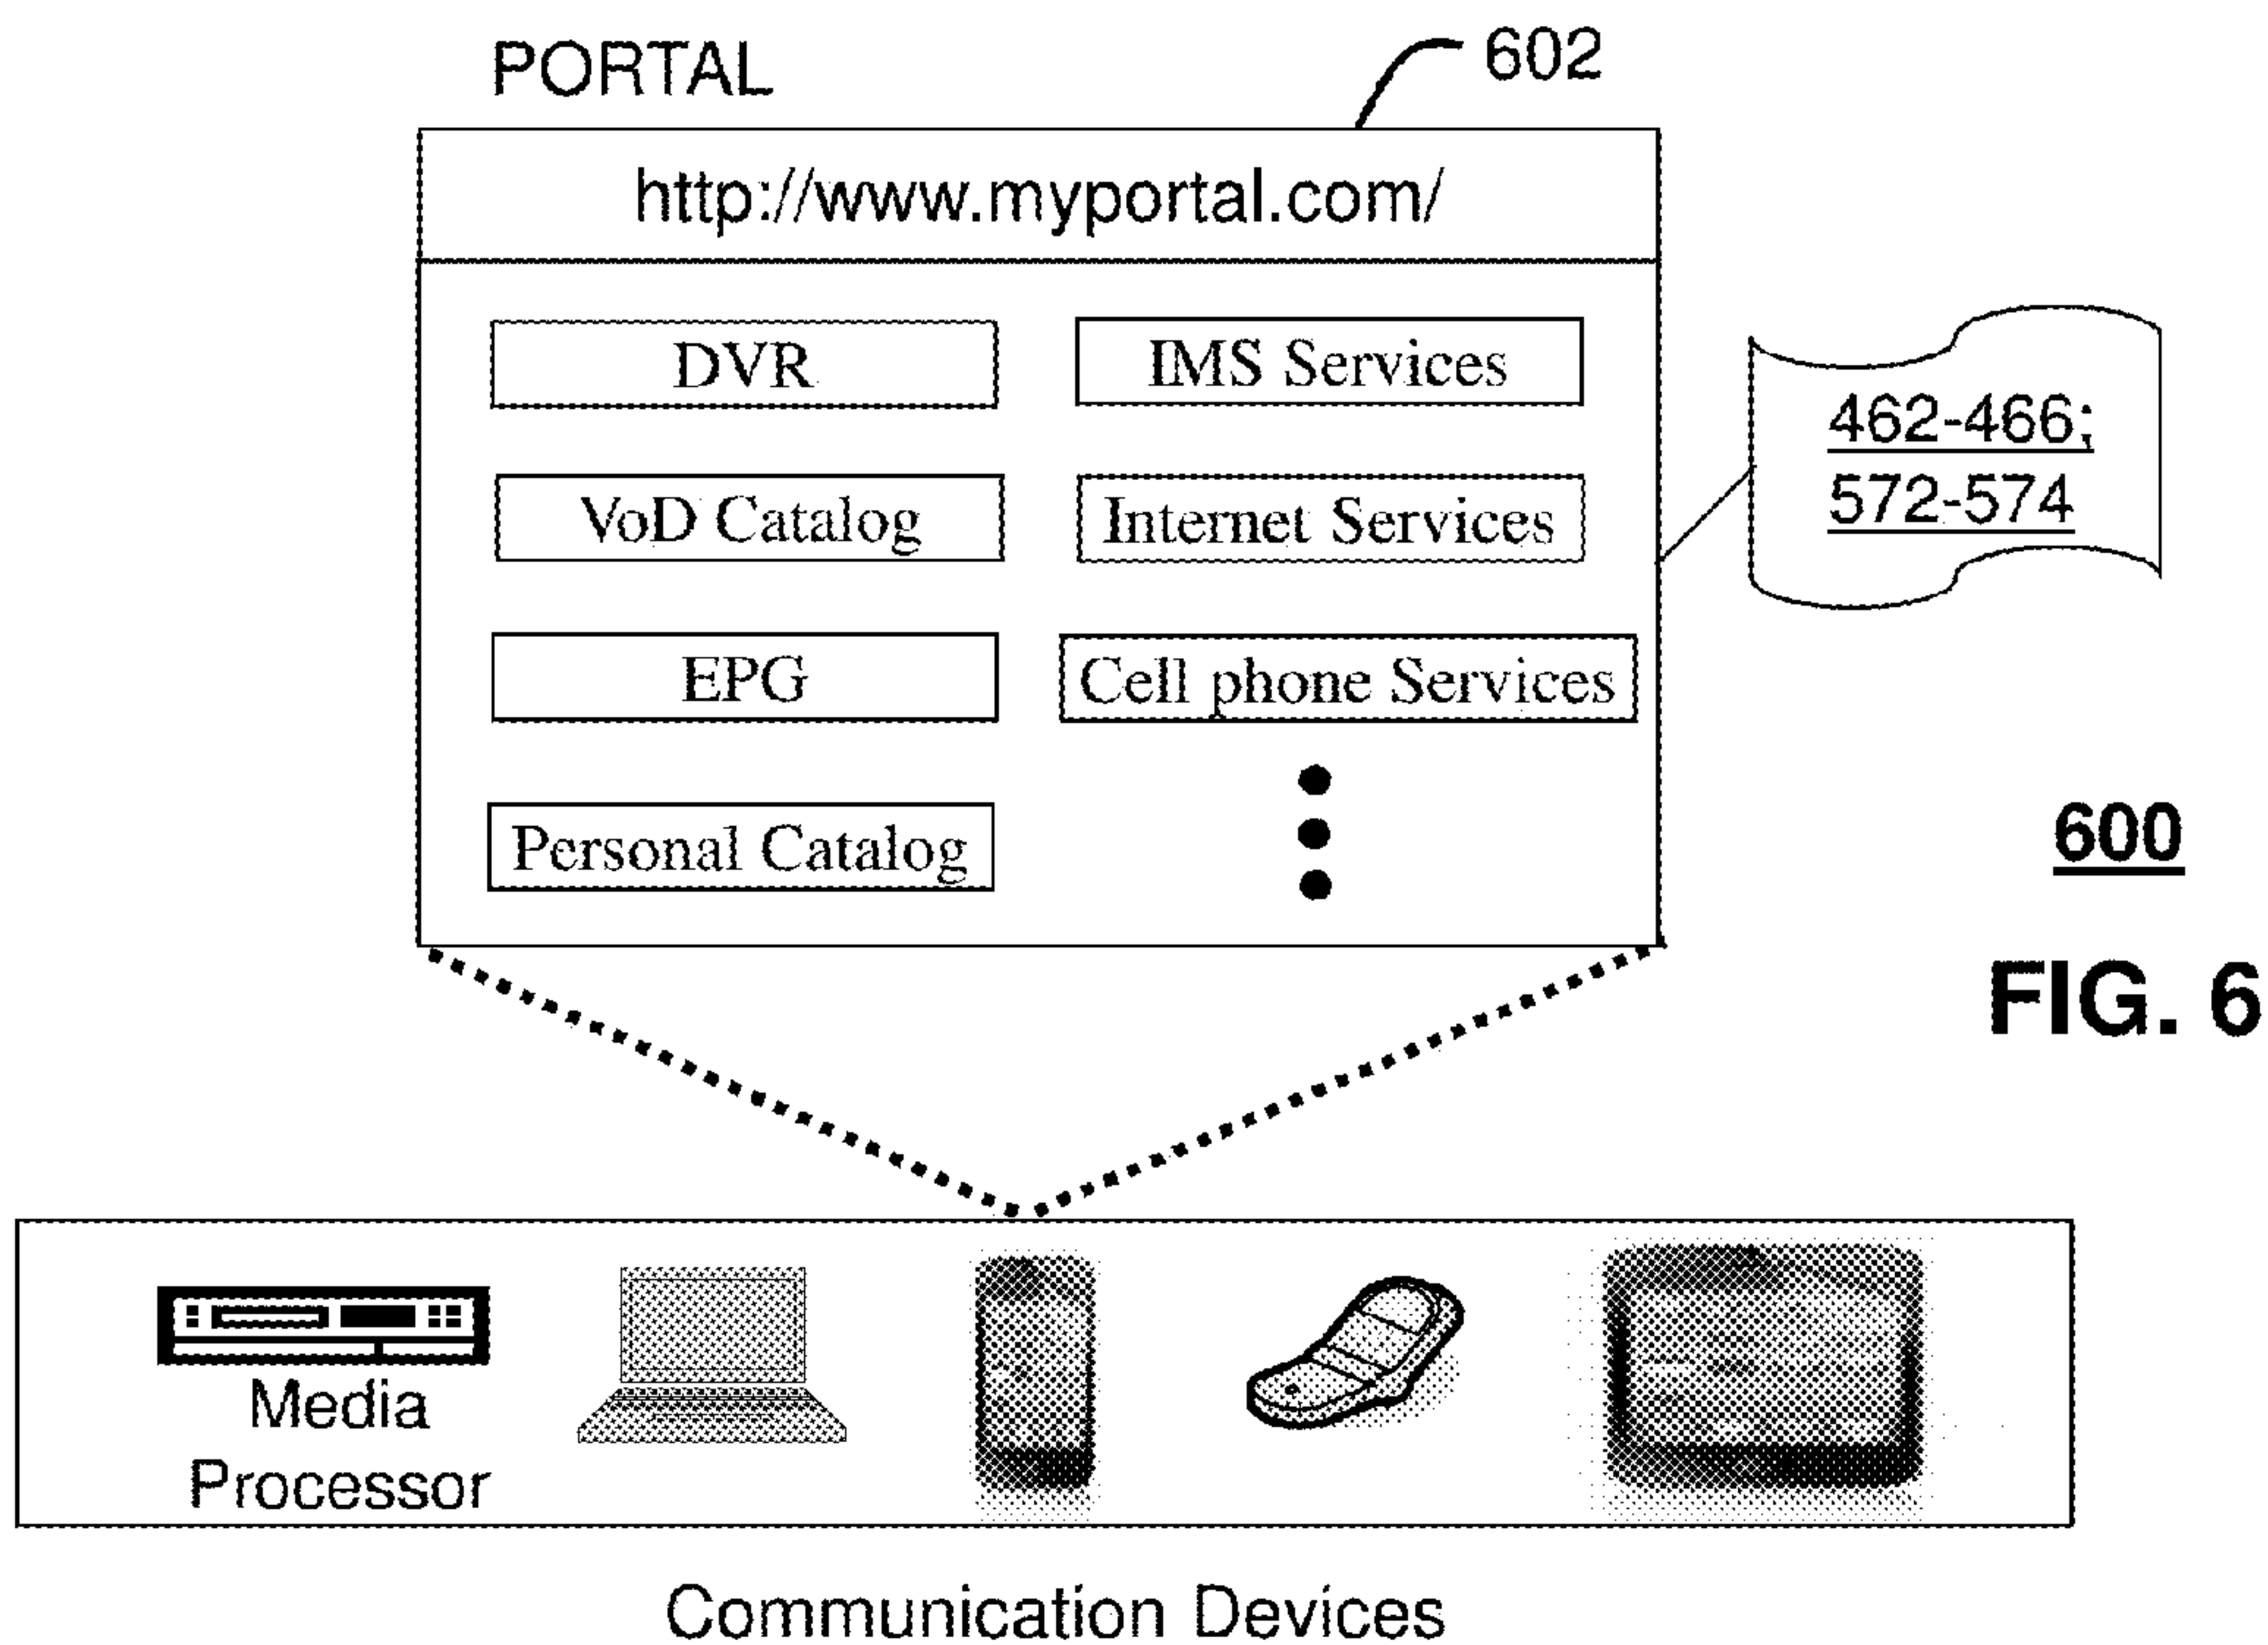 PORTAL
602
http://www.myportal.com/
DVR
IMS Services
VoD Catalog
Internet Services
EPG
Cell phone Services
Personal Catalog
462-466;
572-574
600
FIG. 6
Media
Processor
Communication Devices